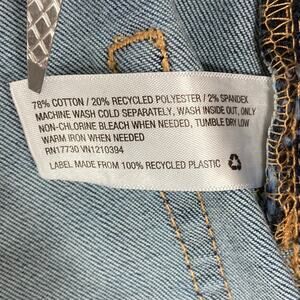 78% COTTON / 20% RECYCLED POLYESTER / 2% SPANDEX
MACHINE WASH COLD SEPARATELY, WASH INSIDE OUT, ONLY
NON-CHLORINE BLEACH WHEN NEEDED, TUMBLE DRY LOW
WARM IRON WHEN NEEDED
RN17730 VN1210394
LABEL MADE FROM 100% RECYCLED PLASTIC